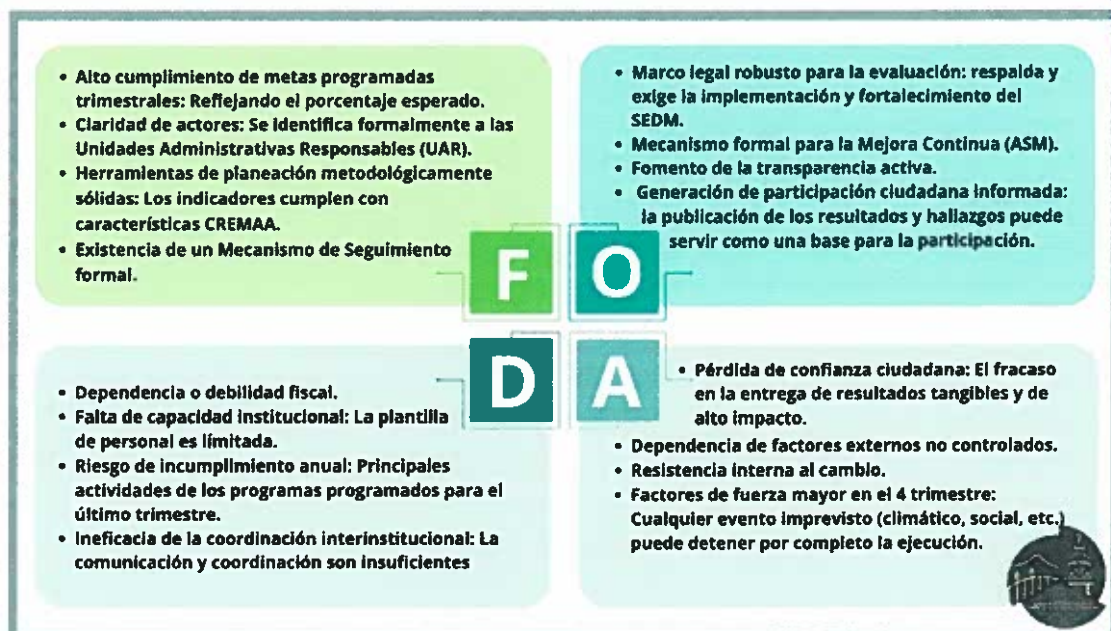 • Alto cumplimiento de metas programadas
trimestrales: Reflejando el porcentaje esperado.
• Claridad de actores: Se identifica formalmente a las
Unidades Administrativas Responsables (UAR).
• Herramientas de planeación metodológicamente
sólidas: Los indicadores cumplen con
características CREMAA.
• Existencia de un Mecanismo de Seguimiento
formal.
• Marco legal robusto para la evaluación: respalda y
exige la implementación y fortalecimiento del
SEDM.
• Mecanismo formal para la Mejora Continua (ASM).
• Fomento de la transparencia activa.
• Generación de participación ciudadana informada:
la publicación de los resultados y hallazgos puede
servir como una base para la participación.
F
O
D
A
• Dependencia o debilidad fiscal.
• Falta de capacidad institucional: La plantilla
de personal es limitada.
• Riesgo de incumplimiento anual: Principales
actividades de los programas programados para el
último trimestre.
• Ineficacia de la coordinación interinstitucional: La
comunicación y coordinación son insuficientes
• Pérdida de confianza ciudadana: El fracaso
en la entrega de resultados tangibles y de
alto impacto.
• Dependencia de factores externos no controlados.
• Resistencia interna al cambio.
• Factores de fuerza mayor en el 4 trimestre:
Cualquier evento imprevisto (climático, social, etc.)
puede detener por completo la ejecución.